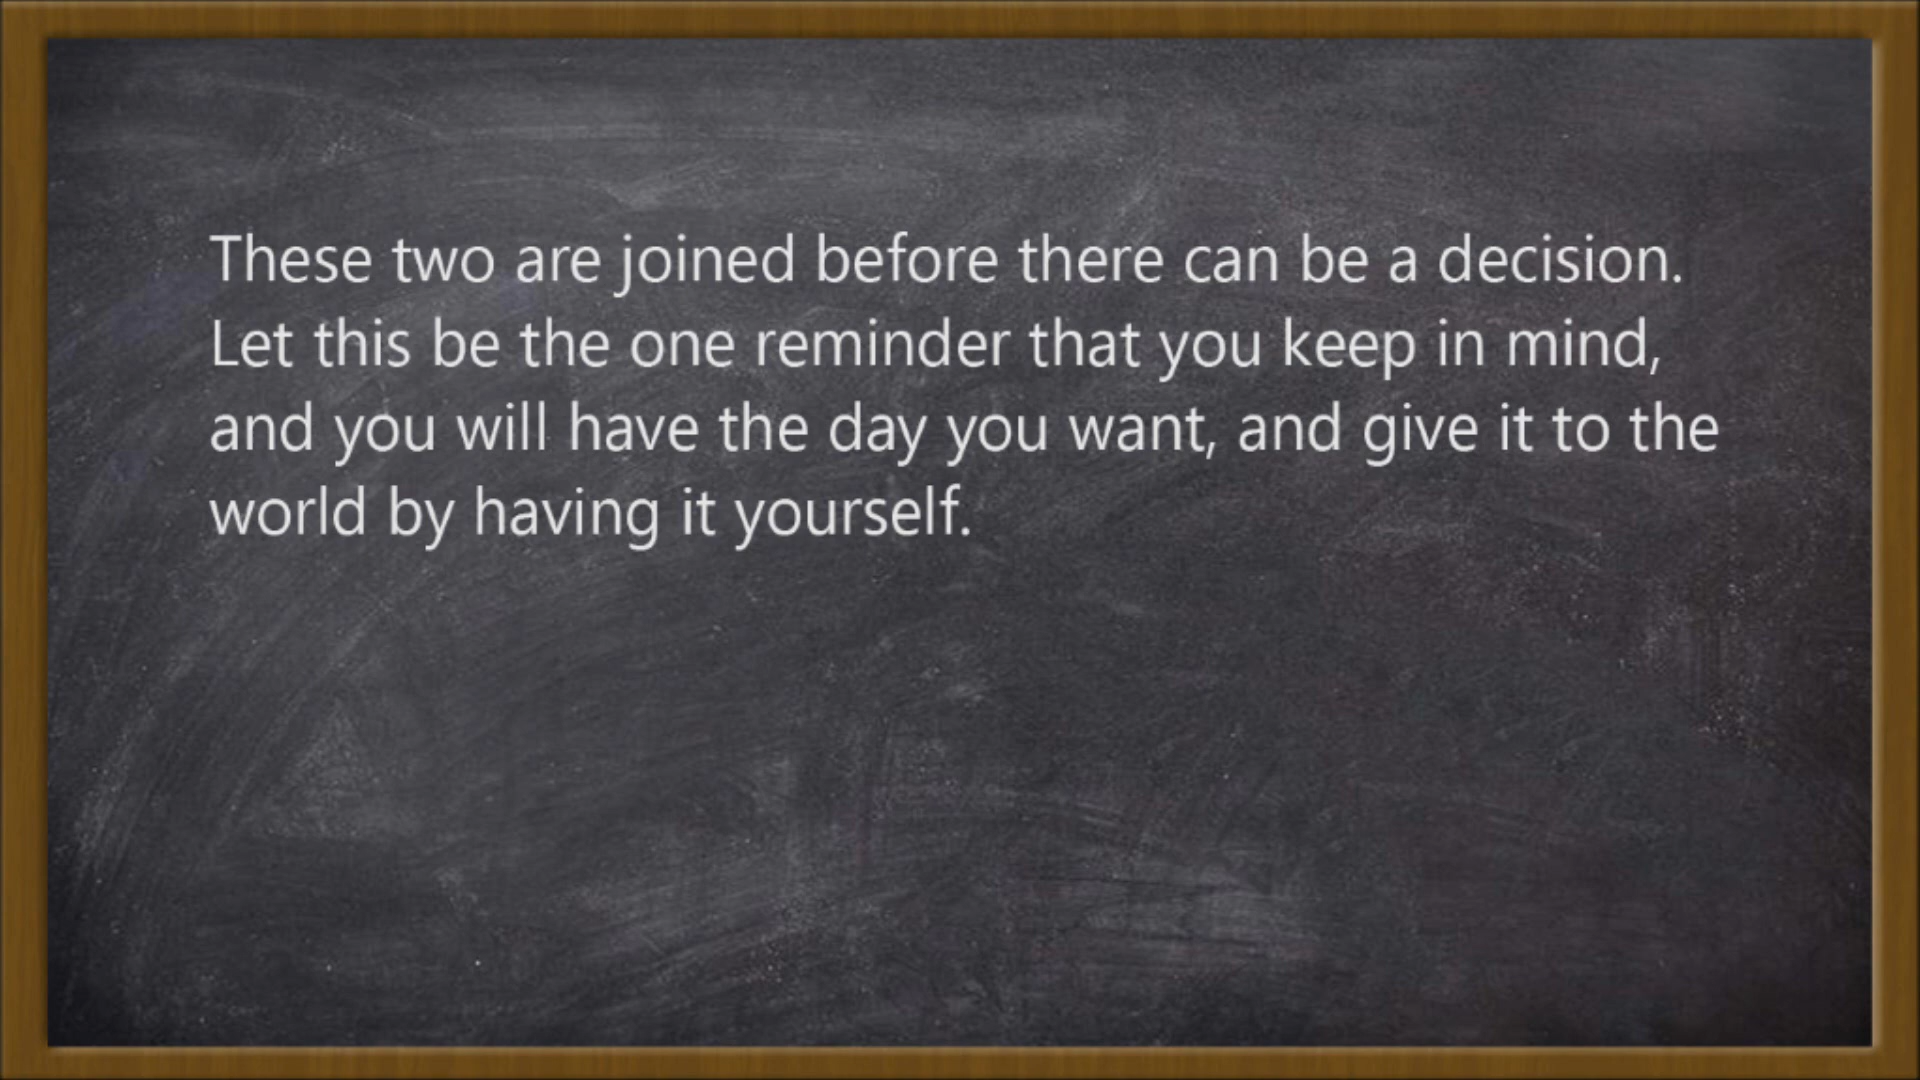 These two are joined before there can be a decision.
Let this be the one reminder that you keep in mind,
and you will have the day you want, and give it to the
world by having it yourself.